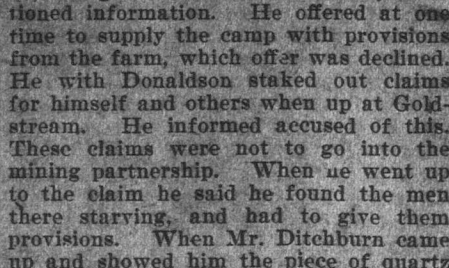 tioned information. He offered at one
time to supply the camp with provisions
from the farm, which offer was declined.
He with Donaldson staked out claims
for himself and others when up at Gold-
stream. He informed accused of this.
These claims were not to go into the
mining partnership. When he went up
to the claim he said he found the men
there starving, and had to give them
provisions. When Mr. Ditchburn came
up and showed him the piece of quartz